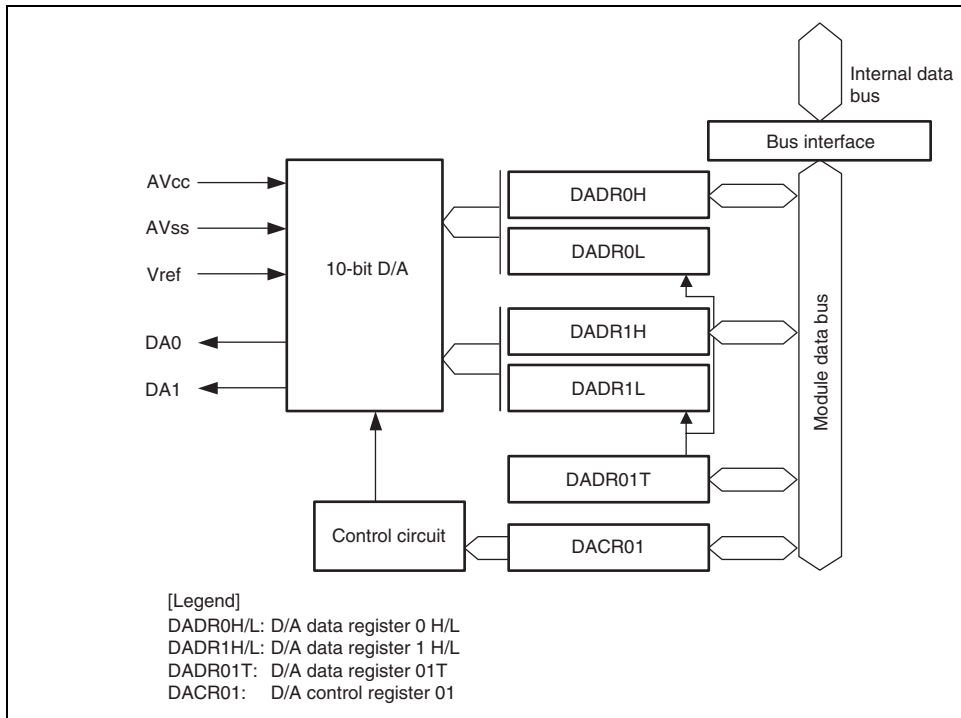 Internal data
bus
Bus interface
AVcc
AVss
Vref
DA0
DA1
10-bit D/A
DADR0H
DADR0L
DADR1H
DADR1L
DADR01T
DACR01
Control circuit
Module data bus
[Legend]
DADR0H/L: D/A data register 0 H/L
DADR1H/L: D/A data register 1 H/L
DADR01T: D/A data register 01T
DACR01: D/A control register 01